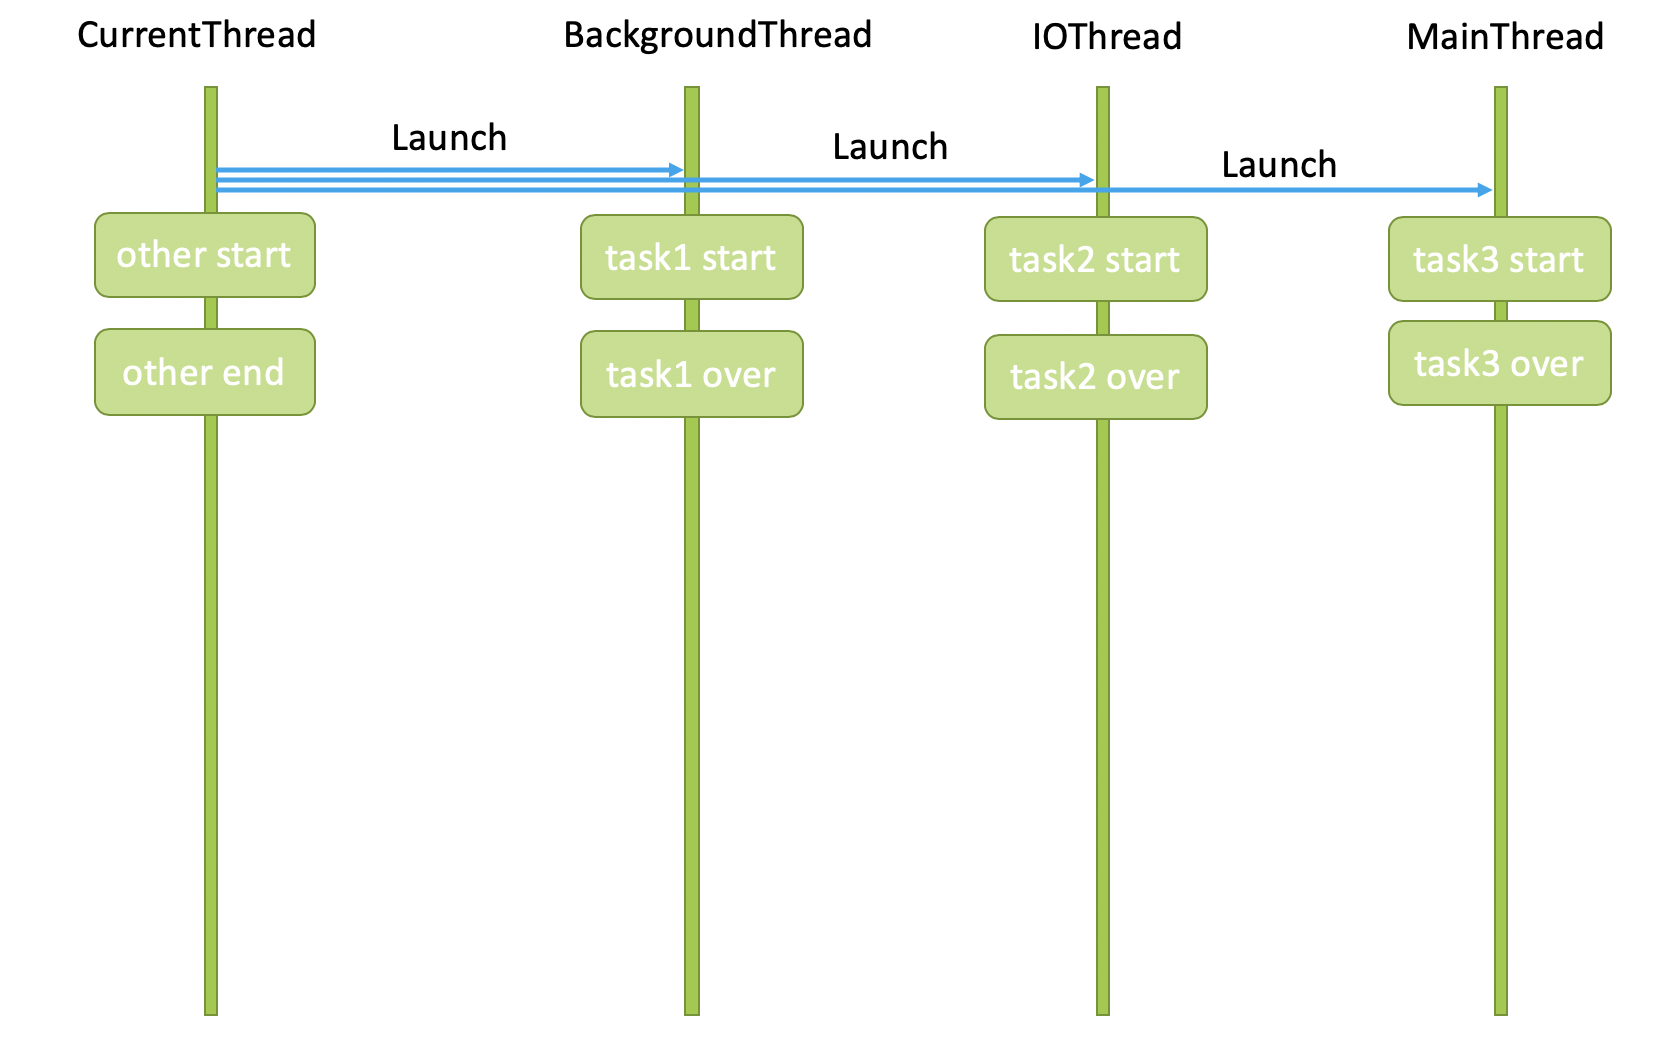 CurrentThread
BackgroundThread
IOThread
MainThread
Launch
Launch
Launch
other start
task1 start
task2 start
task3 start
other end
task1 over
task2 over
task3 over